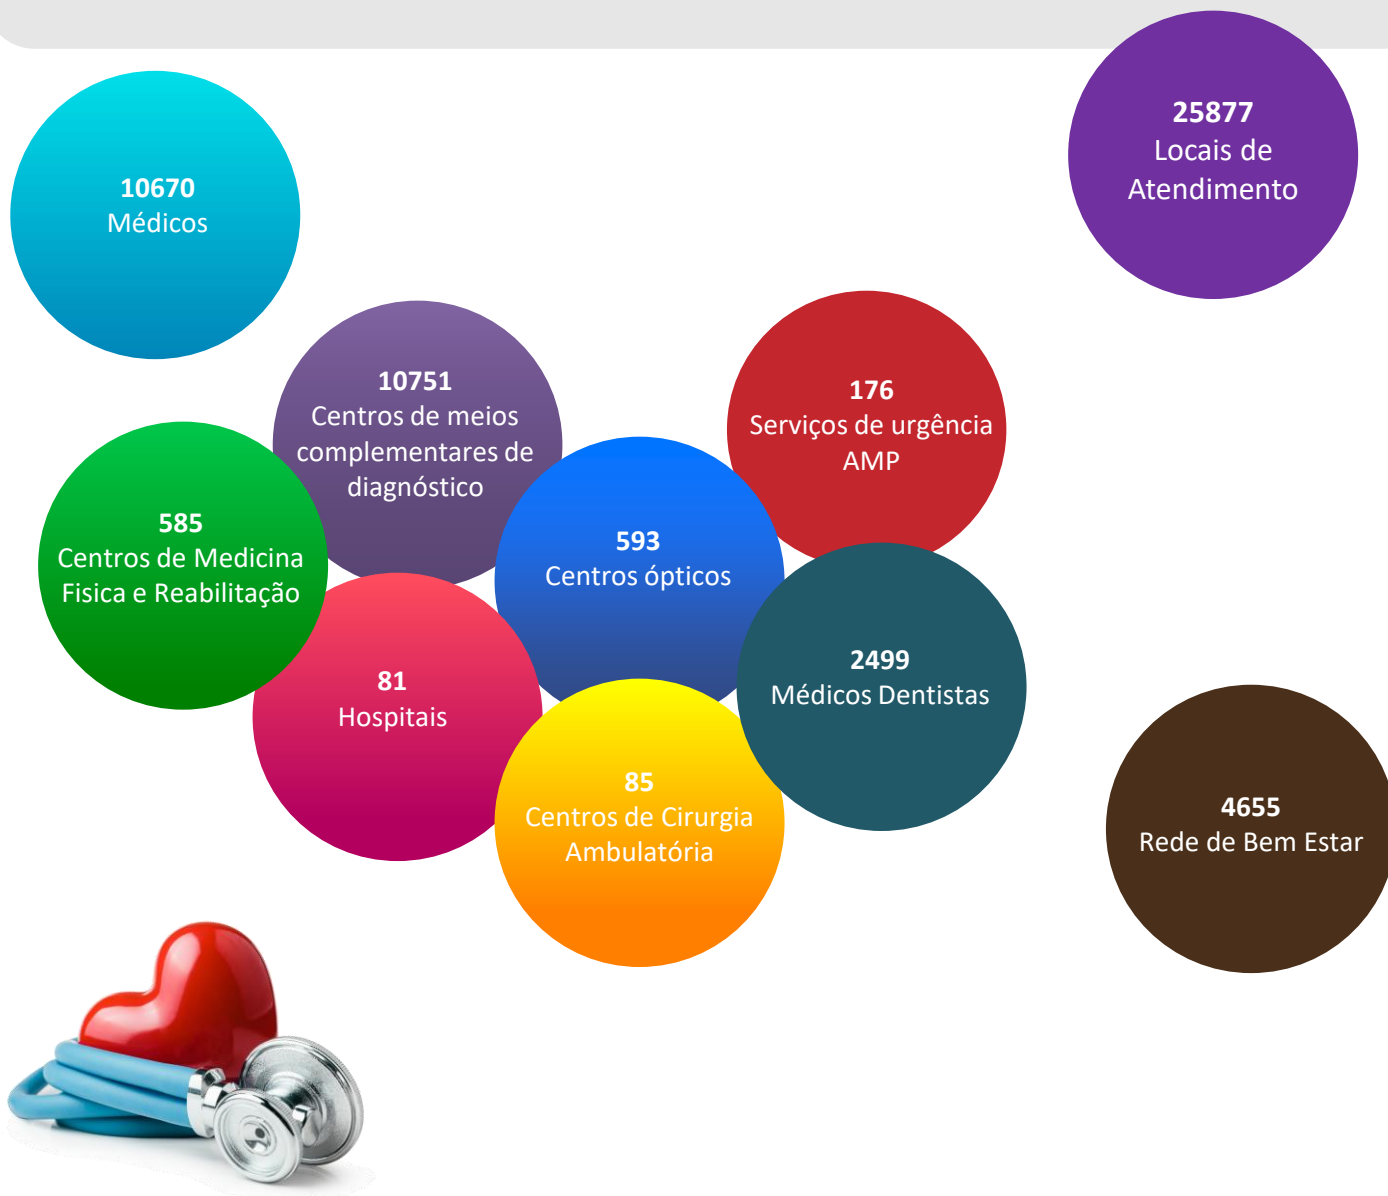 25877
Locais de
Atendimento
10670
Médicos
10751
Centros de meios
complementares de
diagnóstico
176
Serviços de urgência
AMP
585
Centros de Medicina
Fisica e Reabilitação
593
Centros ópticos
81
Hospitais
2499
Médicos Dentistas
85
Centros de Cirurgia
Ambulatória
4655
Rede de Bem Estar